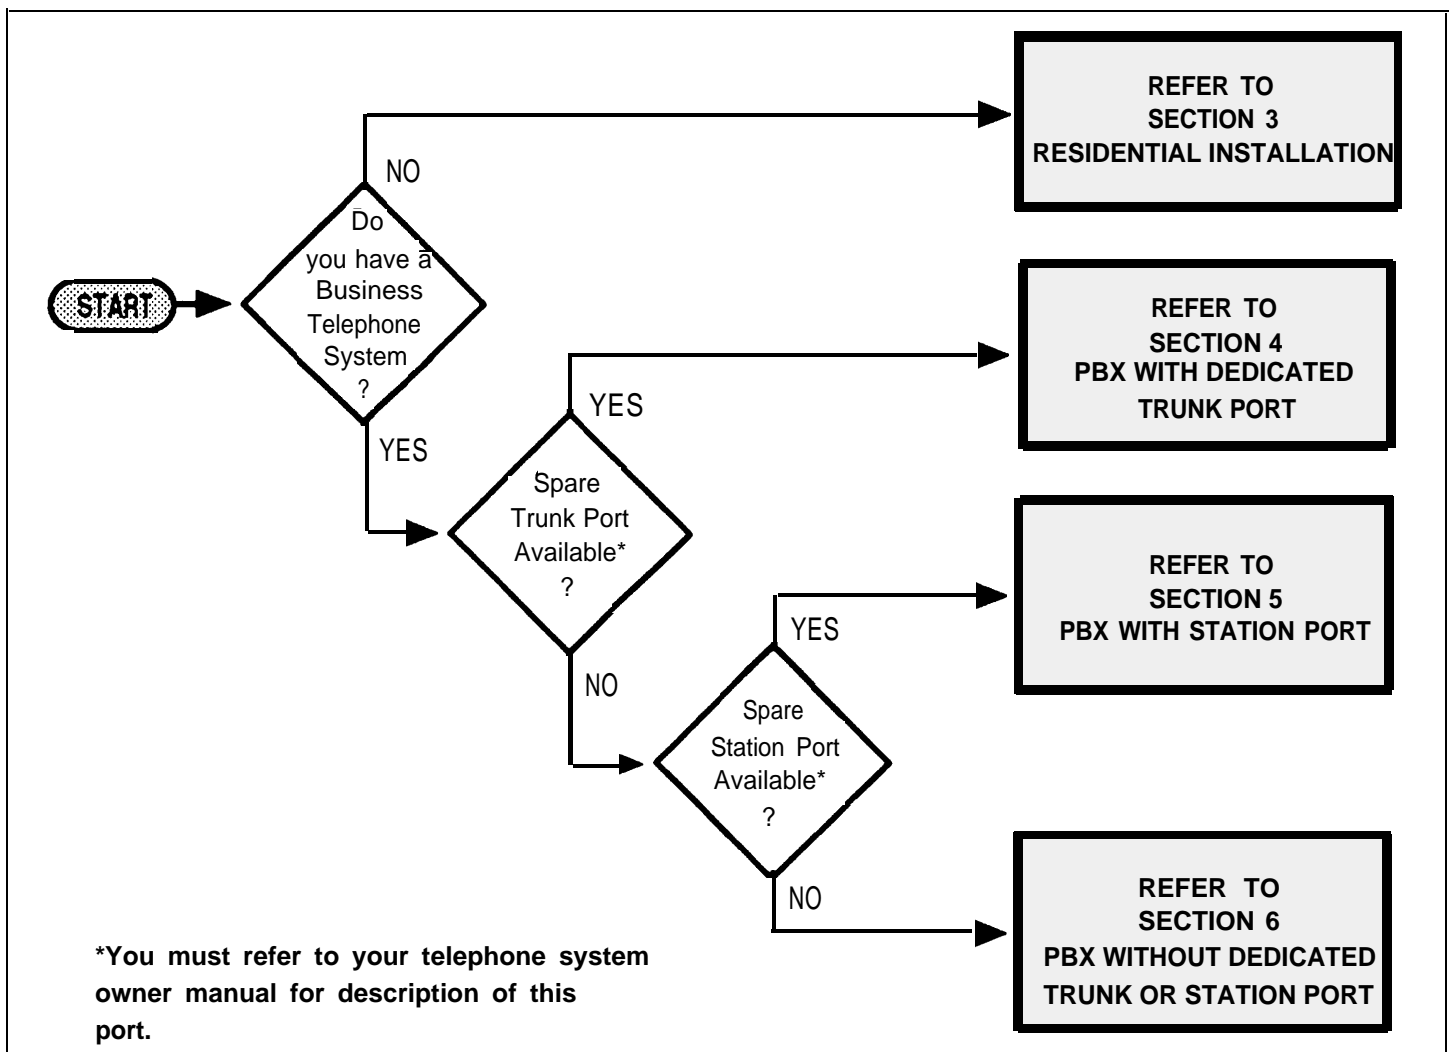 REFER TO
SECTION 3
RESIDENTIAL INSTALLATION
NO
Do
you have a
Business
Telephone
System
?
START
YES
REFER TO
SECTION 4
PBX WITH DEDICATED
TRUNK PORT
YES
Spare
Trunk Port
Available*
?
NO
REFER TO
SECTION 5
PBX WITH STATION PORT
YES
Spare
Station Port
Available*
?
NO
REFER TO
SECTION 6
PBX WITHOUT DEDICATED
TRUNK OR STATION PORT
*You must refer to your telephone system
owner manual for description of this
port.